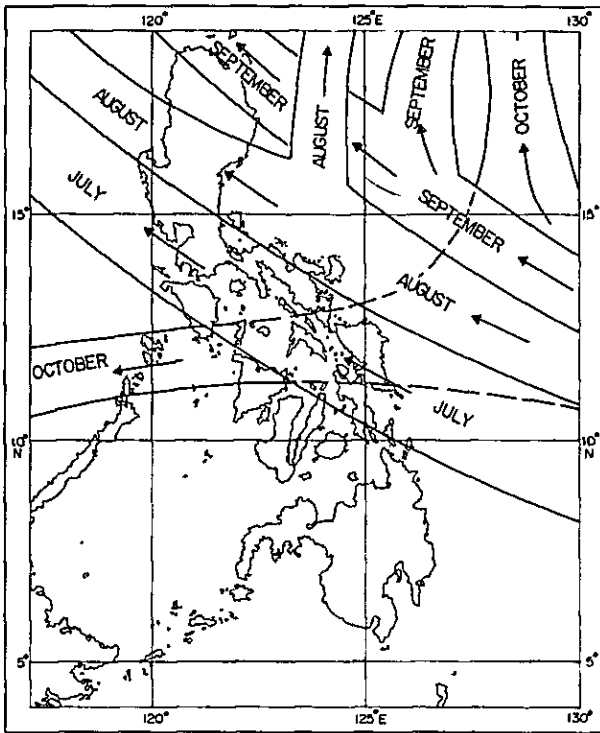 120° 125°E 130°
SEPTEMBER
AUGUST
JULY
AUGUST
SEPTEMBER
OCTOBER
15° 15°
SEPTEMBER
AUGUST
OCTOBER
JULY
10° N 10° N
5° 5°
120° 125°E 130°